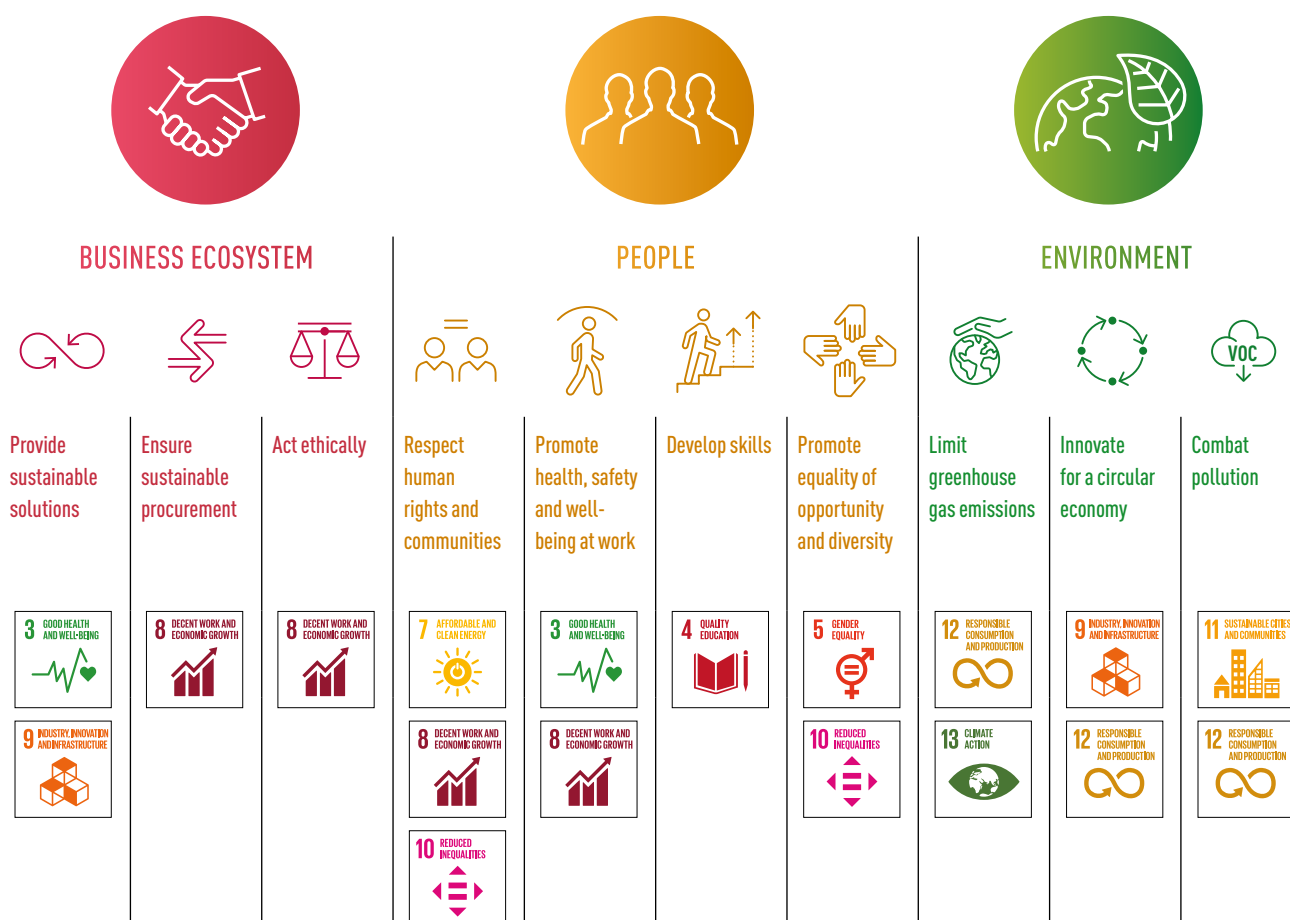 BUSINESS ECOSYSTEM
PEOPLE
ENVIRONMENT
VOC
Provide
sustainable
solutions
Ensure
sustainable
procurement
Act ethically
Respect
human
rights and
communities
Promote
health, safety
and well-
being at work
Develop skills
Promote
equality of
opportunity
and diversity
Limit
greenhouse
gas emissions
Innovate
for a circular
economy
Combat
pollution
3 GOOD HEALTH
AND WELL-BEING
8 DECENT WORK AND
ECONOMIC GROWTH
8 DECENT WORK AND
ECONOMIC GROWTH
7 AFFORDABLE AND
CLEAN ENERGY
3 GOOD HEALTH
AND WELL-BEING
4 QUALITY
EDUCATION
5 GENDER
EQUALITY
12 RESPONSIBLE
CONSUMPTION
AND PRODUCTION
9 INDUSTRY, INNOVATION
AND INFRASTRUCTURE
11 SUSTAINABLE CITIES
AND COMMUNITIES
9 INDUSTRY, INNOVATION
AND INFRASTRUCTURE
8 DECENT WORK AND
ECONOMIC GROWTH
8 DECENT WORK AND
ECONOMIC GROWTH
10 REDUCED
INEQUALITIES
13 CLIMATE
ACTION
12 RESPONSIBLE
CONSUMPTION
AND PRODUCTION
12 RESPONSIBLE
CONSUMPTION
AND PRODUCTION
10 REDUCED
INEQUALITIES